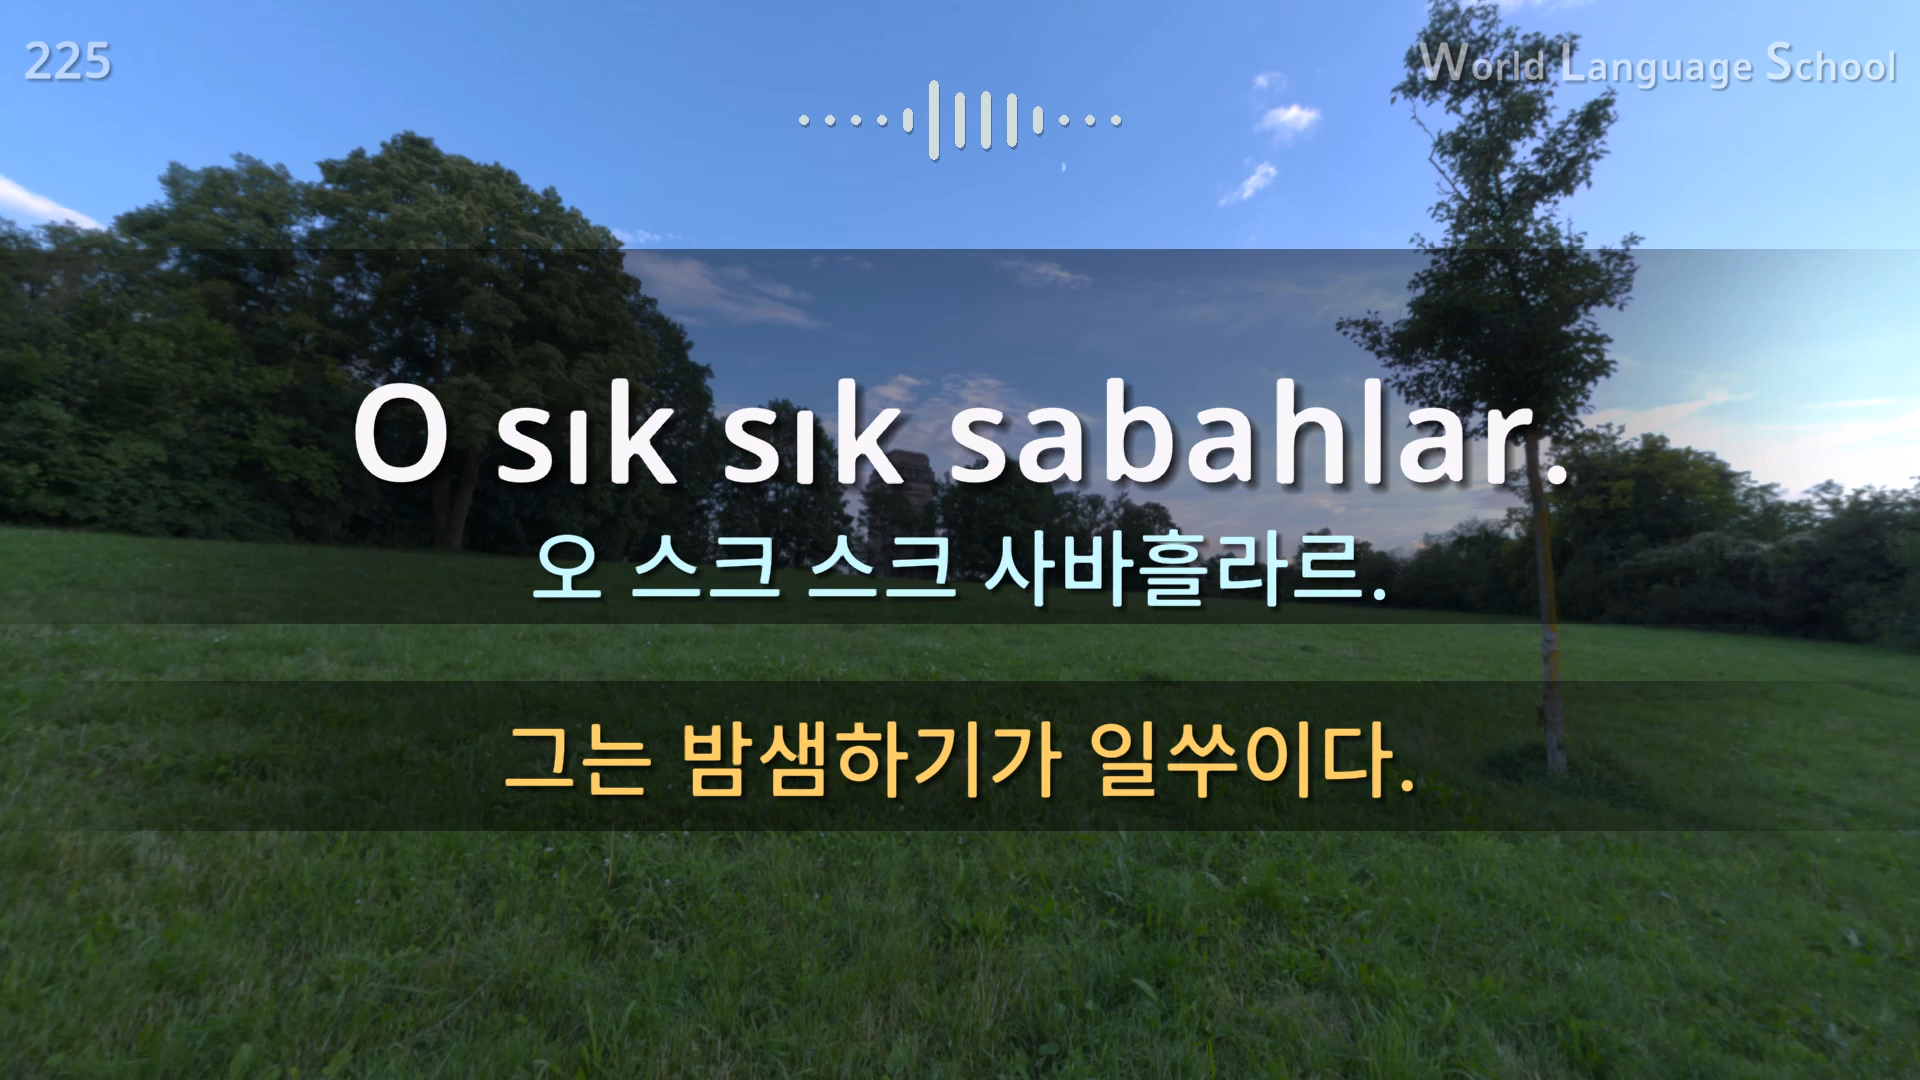 225
World Language School
O sık sık sabahlar.
오 스크 스크 사바흘라르.
그는 밤샘하기가 일쑤이다.